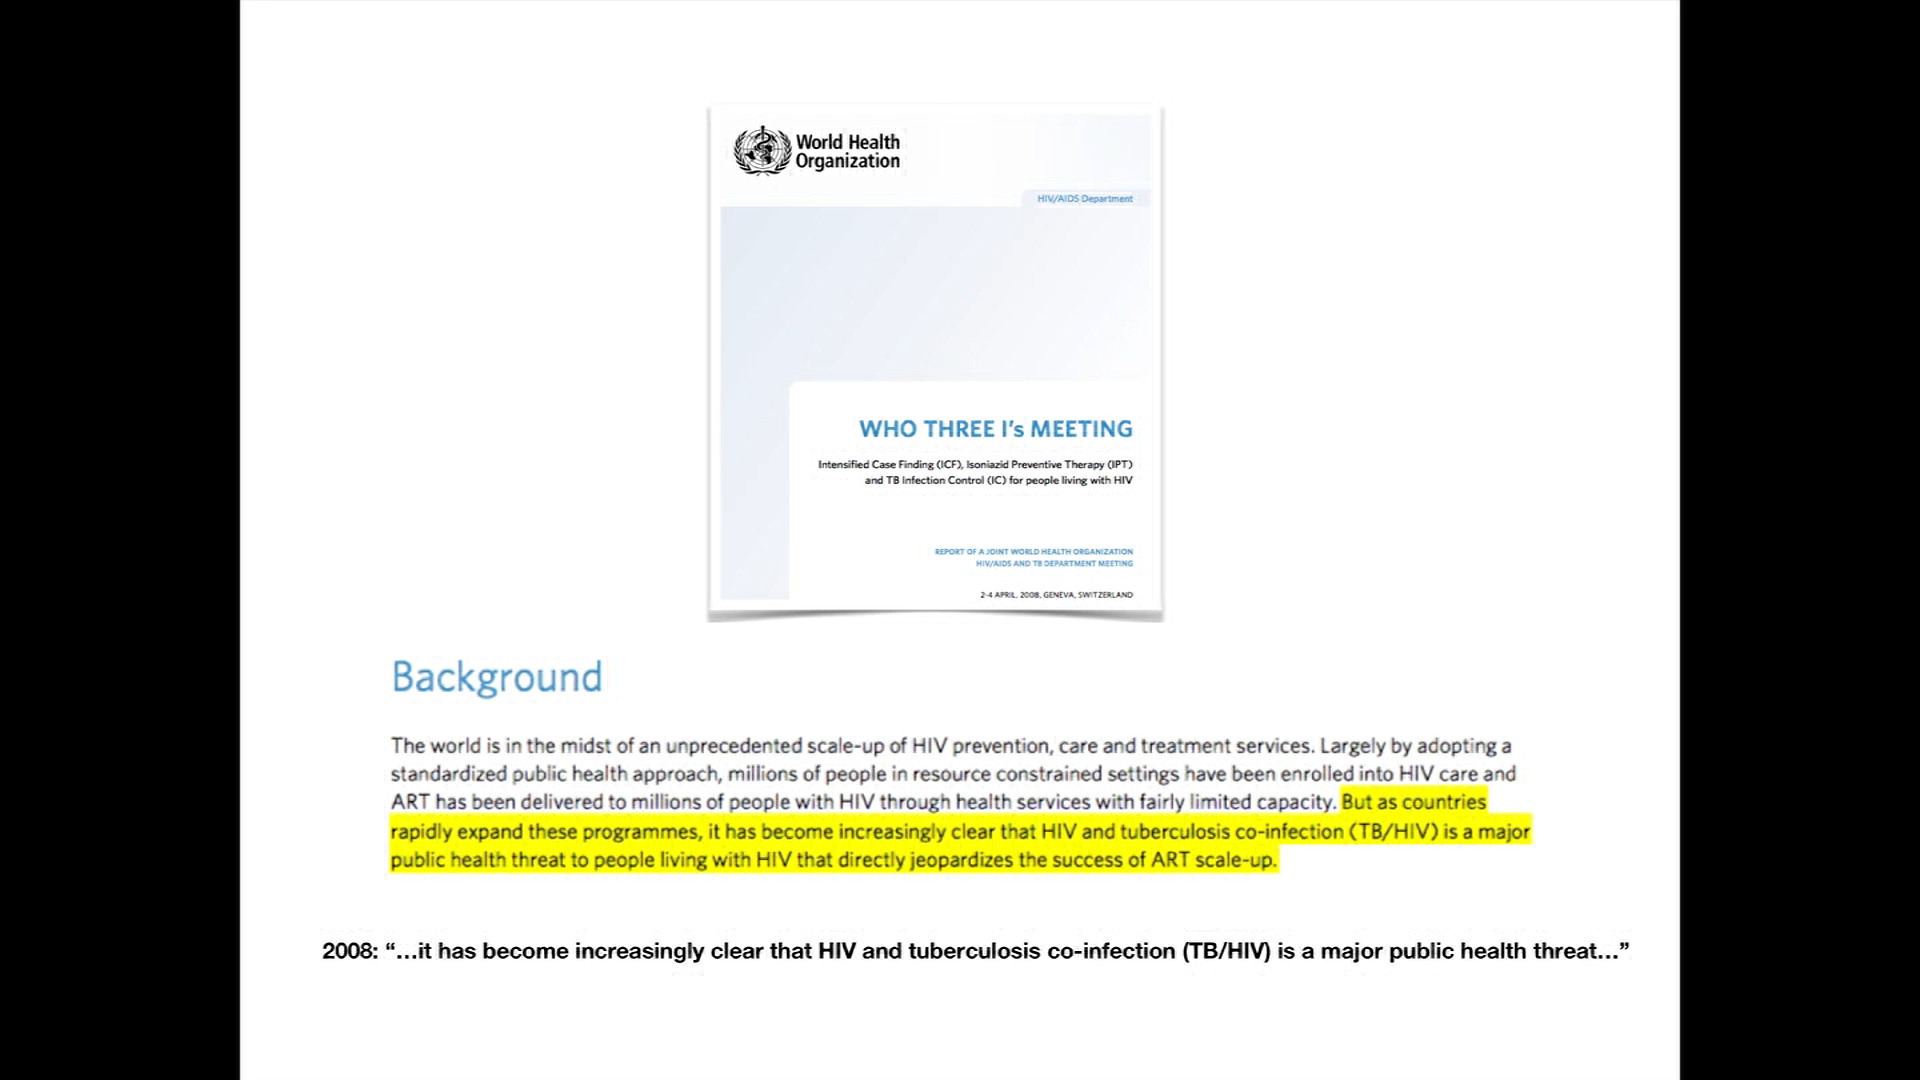 World Health
Organization
HIV/AIDS Department
WHO THREE I's MEETING
Intensified Case Finding (ICF), Isoniazid Preventive Therapy (IPT)
and TB Infection Control (IC) for people living with HIV
REPORT OF A JOINT WORLD HEALTH ORGANIZATION
HIV/AIDS AND TB DEPARTMENT MEETING
2-4 APRIL, 2008, GENEVA, SWITZERLAND
Background
The world is in the midst of an unprecedented scale-up of HIV prevention, care and treatment services. Largely by adopting a
standardized public health approach, millions of people in resource constrained settings have been enrolled into HIV care and
ART has been delivered to millions of people with HIV through health services with fairly limited capacity. But as countries
rapidly expand these programmes, it has become increasingly clear that HIV and tuberculosis co-infection (TB/HIV) is a major
public health threat to people living with HIV that directly jeopardizes the success of ART scale-up.
2008: “…it has become increasingly clear that HIV and tuberculosis co-infection (TB/HIV) is a major public health threat…”